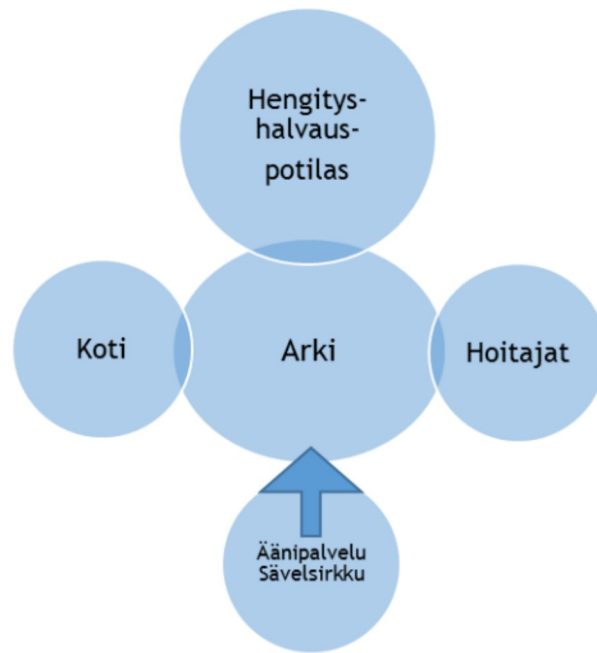 Hengitys-
halvaus-
potilas
Koti
Arki
Hoitajat
Äänipalvelu
Sävelsirkku